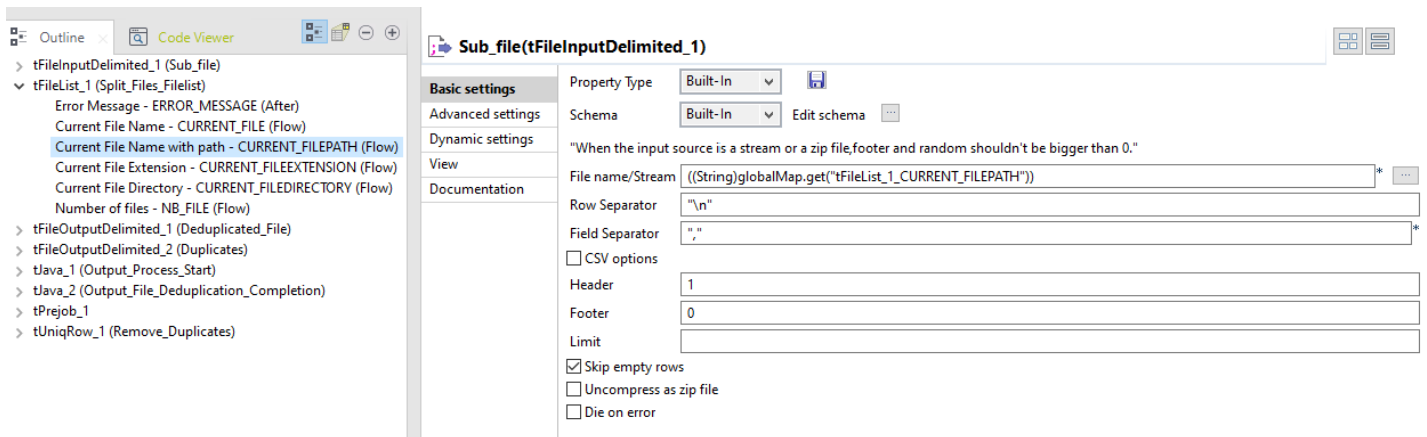 Outline
Code Viewer
tFileInputDelimited_1 (Sub_file)
tFileList_1 (Split_Files_Filelist)
Error Message - ERROR_MESSAGE (After)
Current File Name - CURRENT_FILE (Flow)
Current File Name with path - CURRENT_FILEPATH (Flow)
Current File Extension - CURRENT_FILEEXTENSION (Flow)
Current File Directory - CURRENT_FILEDIRECTORY (Flow)
Number of files - NB_FILE (Flow)
tFileOutputDelimited_1 (Deduplicated_File)
tFileOutputDelimited_2 (Duplicates)
tJava_1 (Output_Process_Start)
tJava_2 (Output_File_Deduplication_Completion)
tPrejob_1
tUniqRow_1 (Remove_Duplicates)
Sub_file(tFileInputDelimited_1)
Basic settings
Advanced settings
Dynamic settings
View
Documentation
Property Type Built-In
Schema Built-In Edit schema ...
"When the input source is a stream or a zip file,footer and random shouldn't be bigger than 0."
File name/Stream ((String)globalMap.get("tFileList_1_CURRENT_FILEPATH")) * ...
Row Separator "\n"
Field Separator "," *
CSV options
Header 1
Footer 0
Limit
Skip empty rows
Uncompress as zip file
Die on error